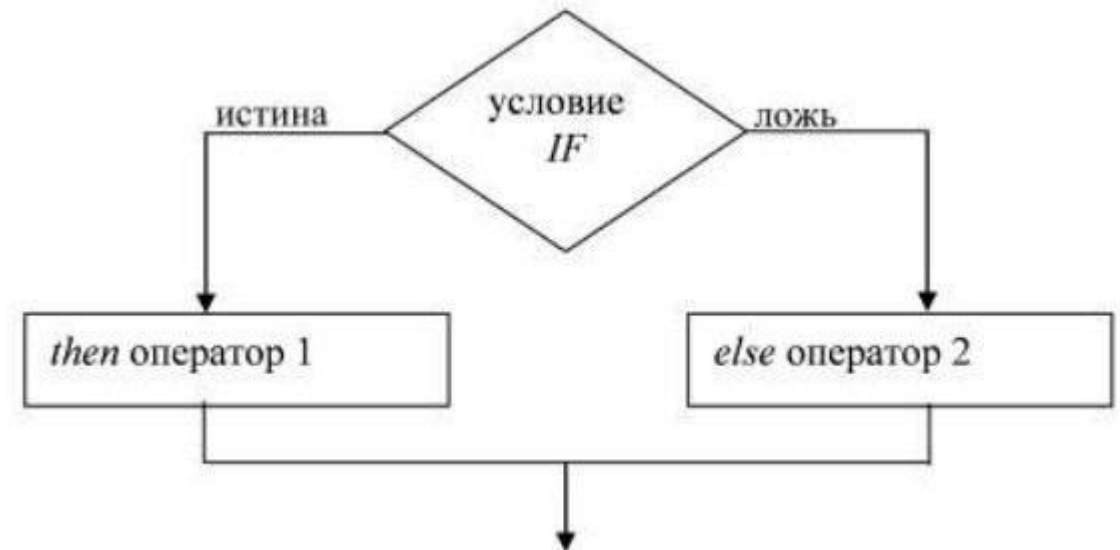 условие
IF
истина
ложь
then оператор 1
else оператор 2